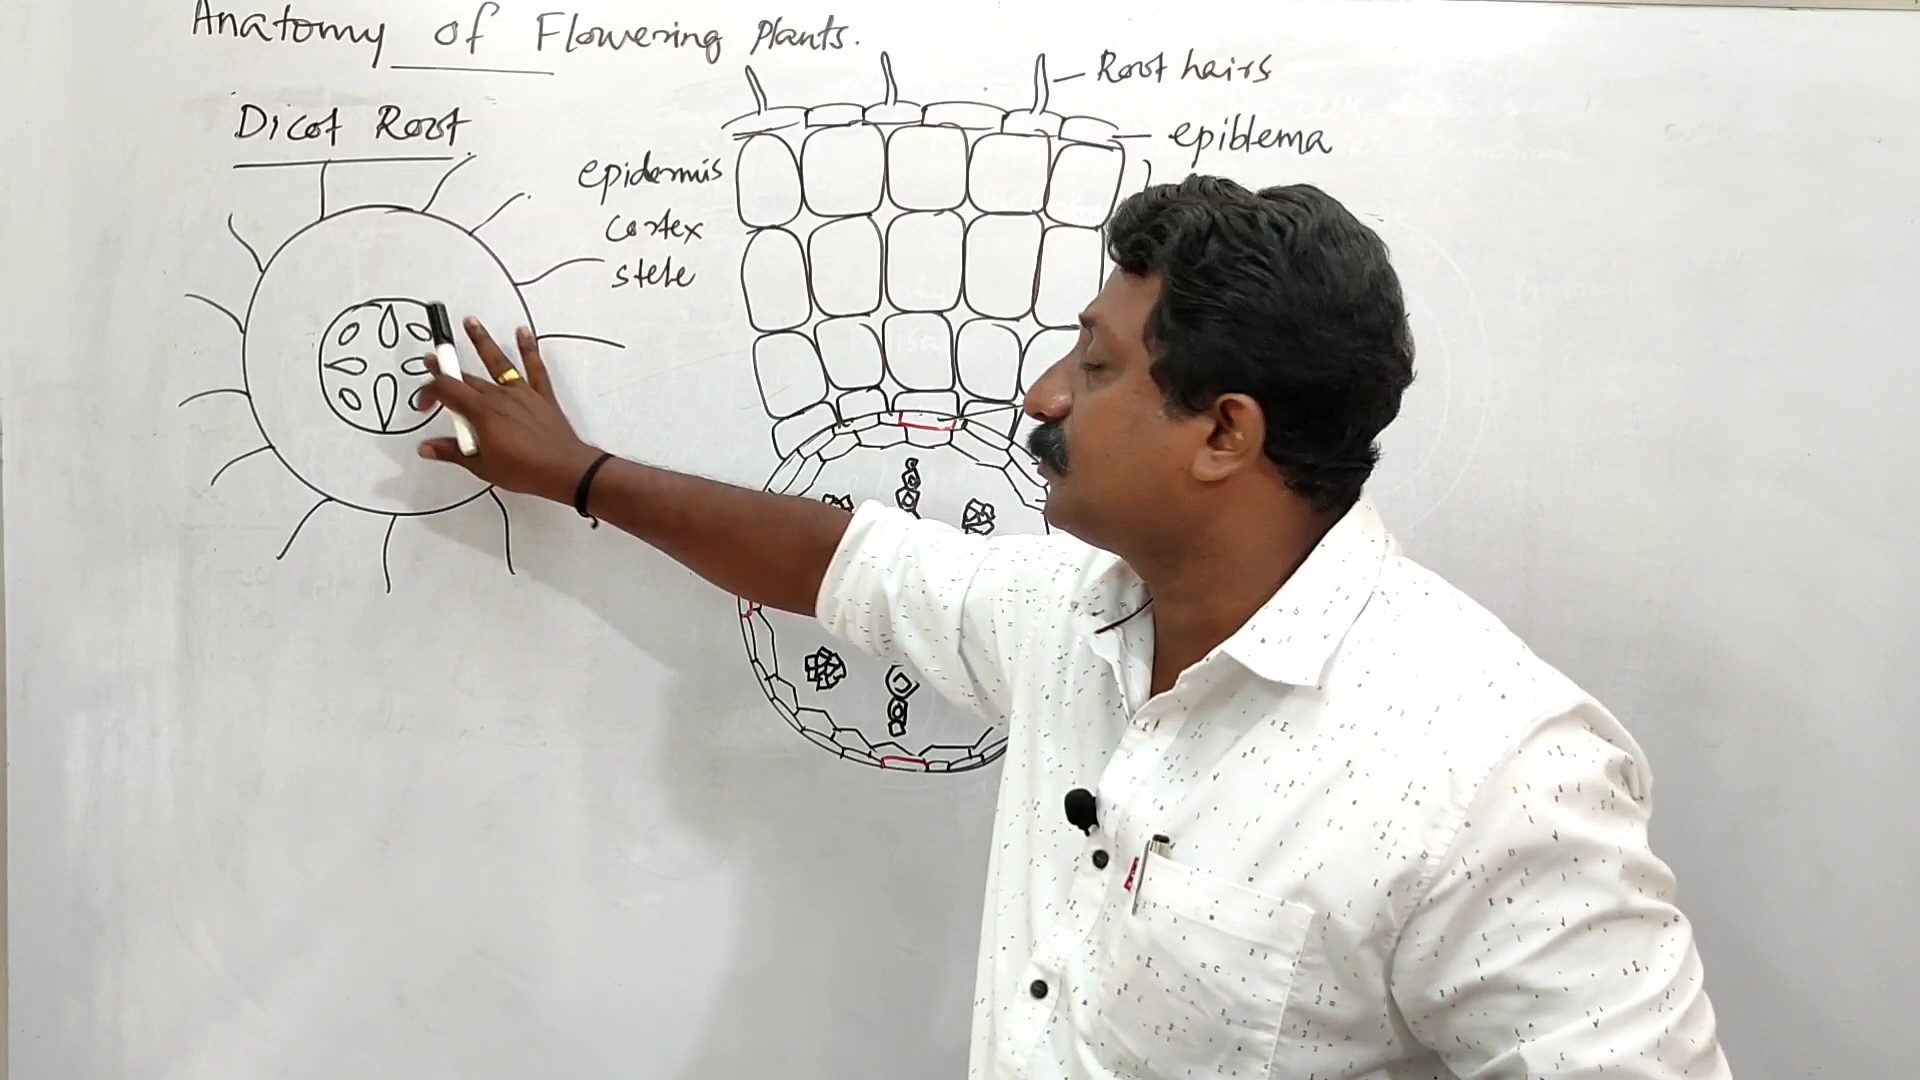 Anatomy of Flowering Plants.
Dicot Root
epidermis
cortex
stele
Root hairs
epiblema